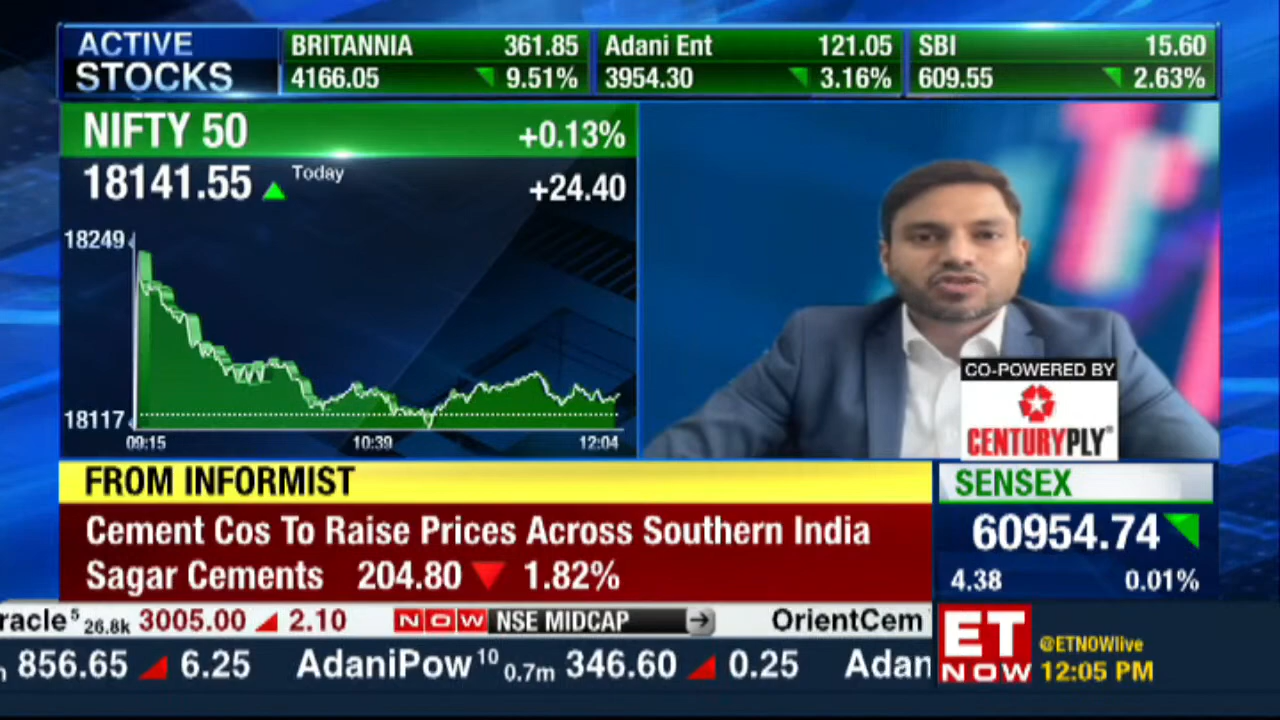 ACTIVE
STOCKS
BRITANNIA 361.85
4166.05 9.51%
Adani Ent 121.05
3954.30 3.16%
SBI 15.60
609.55 2.63%
NIFTY 50 +0.13%
18141.55 Today +24.40
18249
18117
09:15 10:39 12:04
CO-POWERED BY
CENTURYPLY®
FROM INFORMIST
Cement Cos To Raise Prices Across Southern India
Sagar Cements 204.80 1.82%
SENSEX
60954.74
4.38 0.01%
racle 5 26.8k 3005.00 2.10 NOW NSE MIDCAP OrientCem
856.65 6.25 AdaniPow 10 0.7m 346.60 0.25 Adan
ET
NOW
@ETNOWlive
12:05 PM